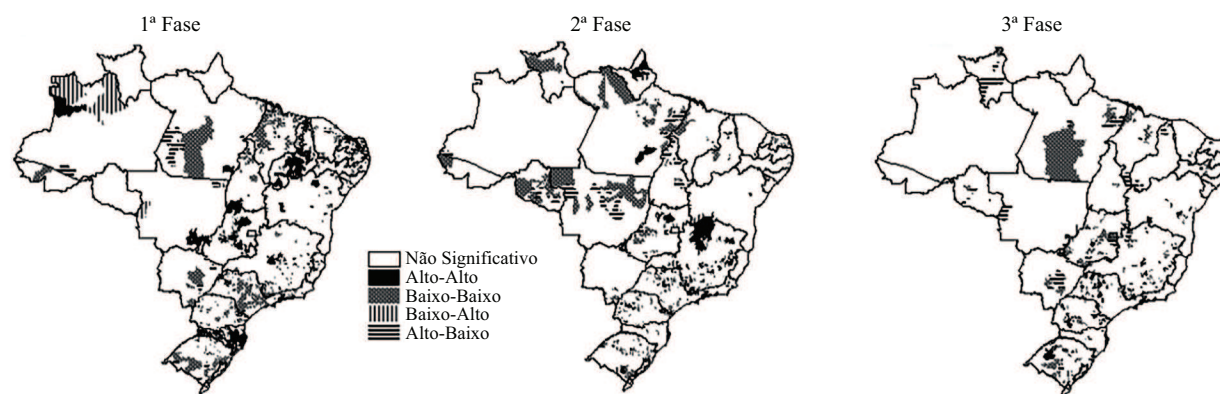 1ª Fase
2ª Fase
3ª Fase
Não Significativo
Alto-Alto
Baixo-Baixo
Baixo-Alto
Alto-Baixo